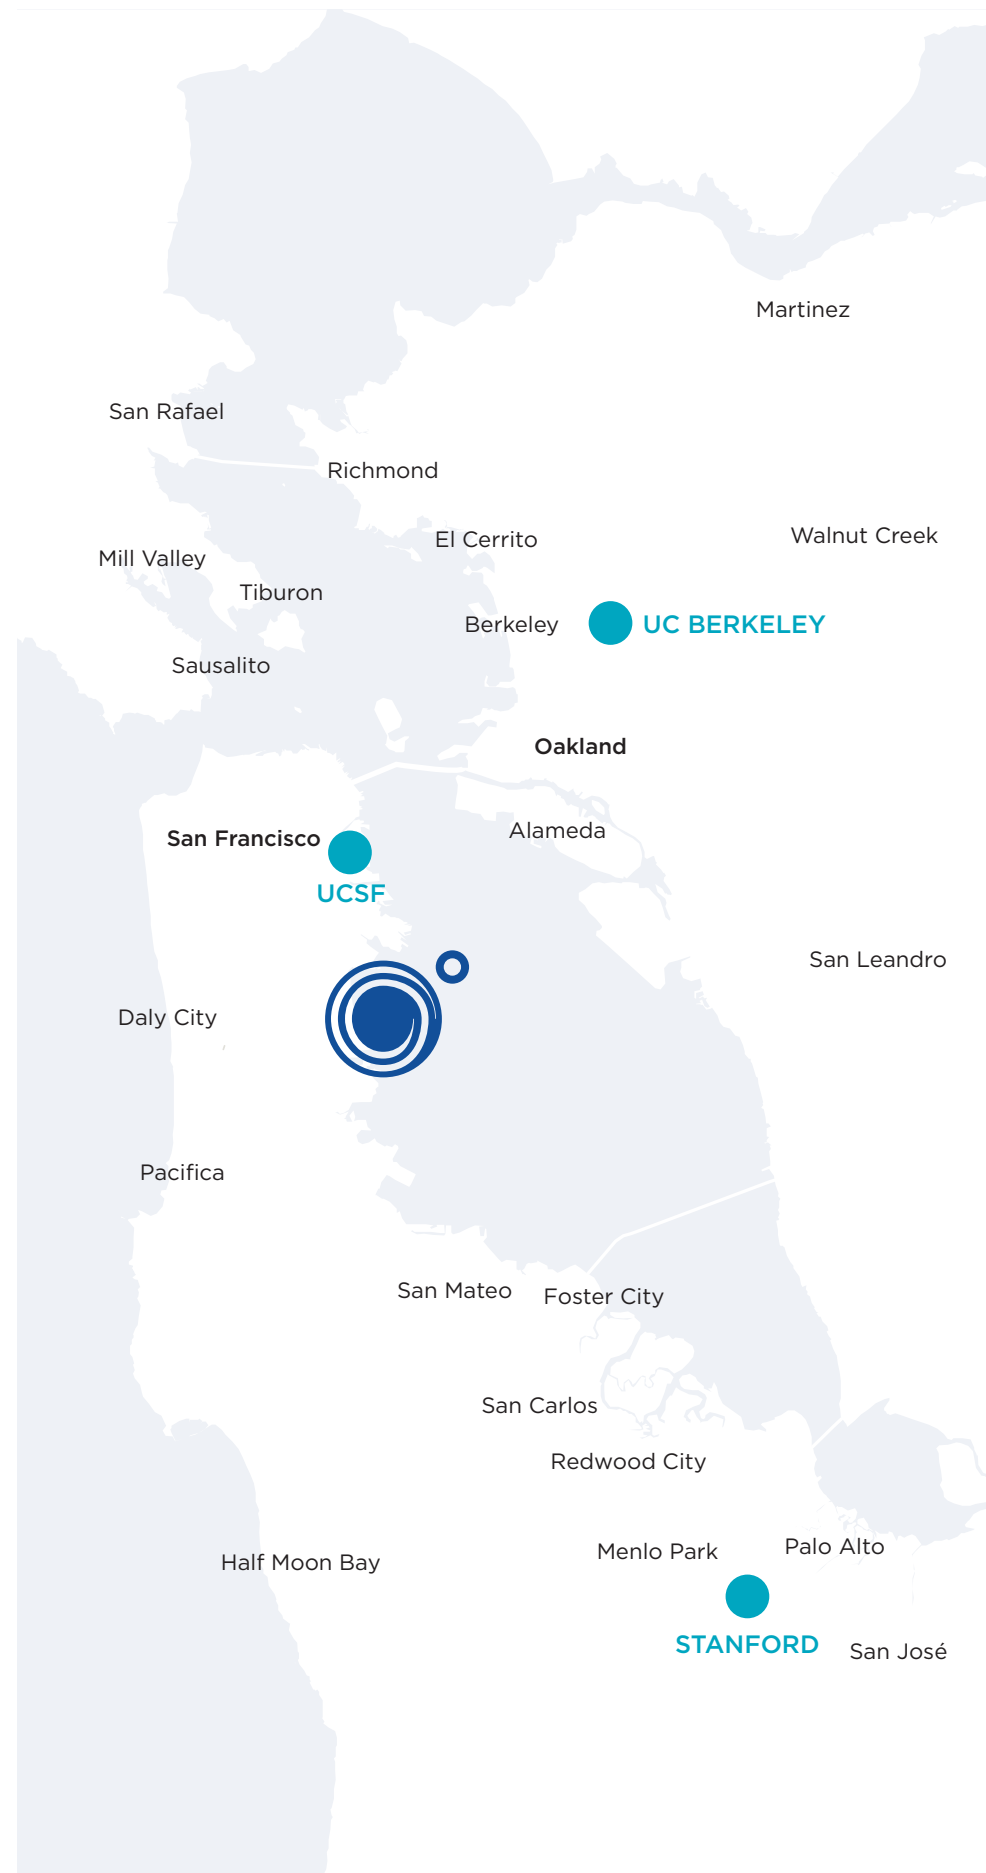 Martinez
San Rafael
Richmond
El Cerrito
Walnut Creek
Mill Valley
Tiburon
Berkeley
UC BERKELEY
Sausalito
Oakland
Alameda
San Francisco
UCSF
San Leandro
Daly City
Pacifica
San Mateo
Foster City
San Carlos
Redwood City
Menlo Park
Palo Alto
Half Moon Bay
STANFORD
San José